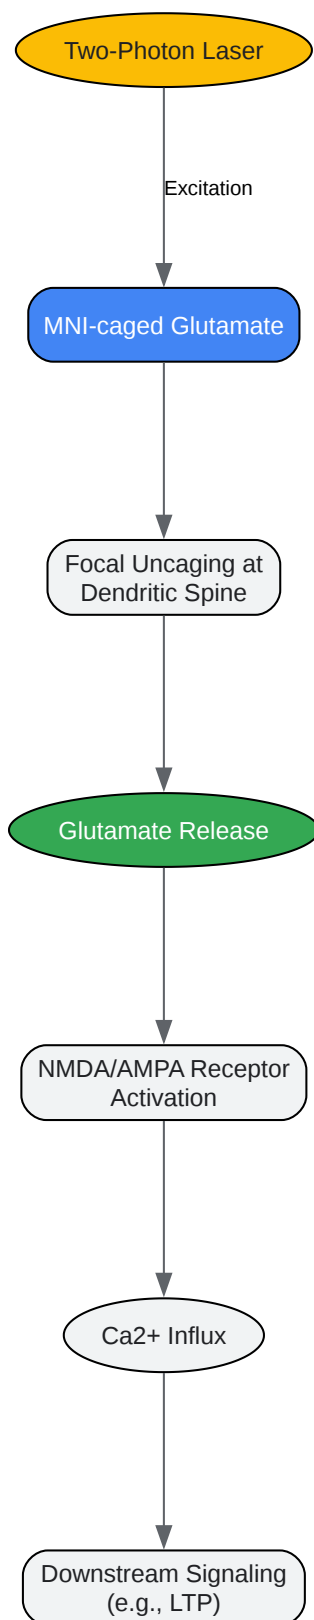 Two-Photon Laser
Excitation
MNI-caged Glutamate
Focal Uncaging at
Dendritic Spine
Glutamate Release
NMDA/AMPA Receptor
Activation
Ca2+ Influx
Downstream Signaling
(e.g., LTP)